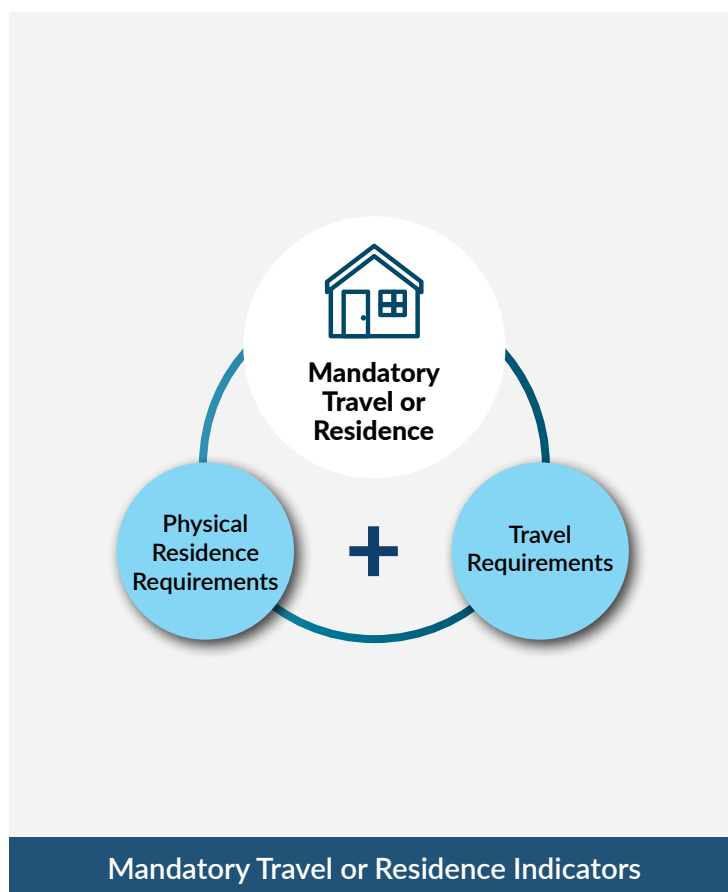 Mandatory
Travel or
Residence
Physical
Residence
Requirements
Travel
Requirements
Mandatory Travel or Residence Indicators